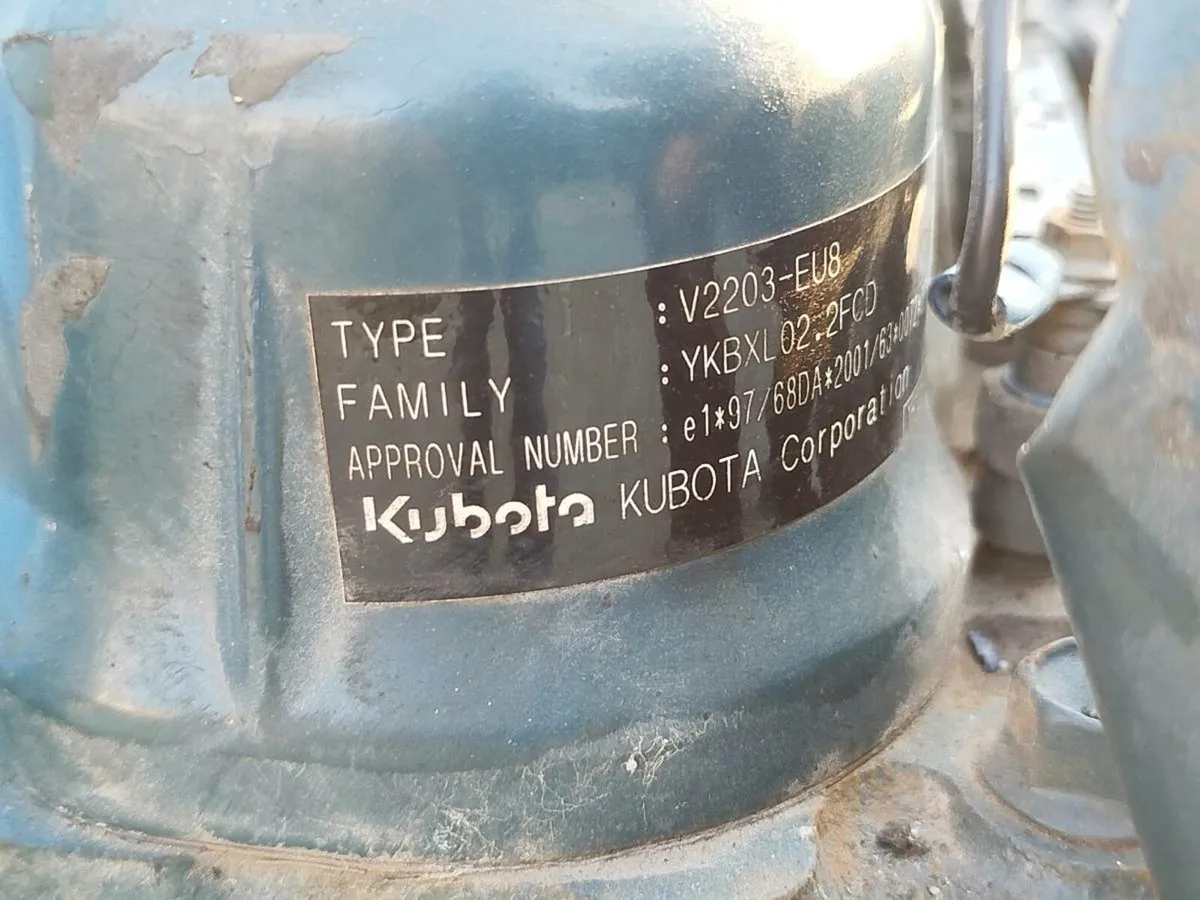 TYPE : V2203-EU8
FAMILY : YKBXL02.2FCD
APPROVAL NUMBER : e1*97/68DA*2001/63*
Kubota KUBOTA Corporation